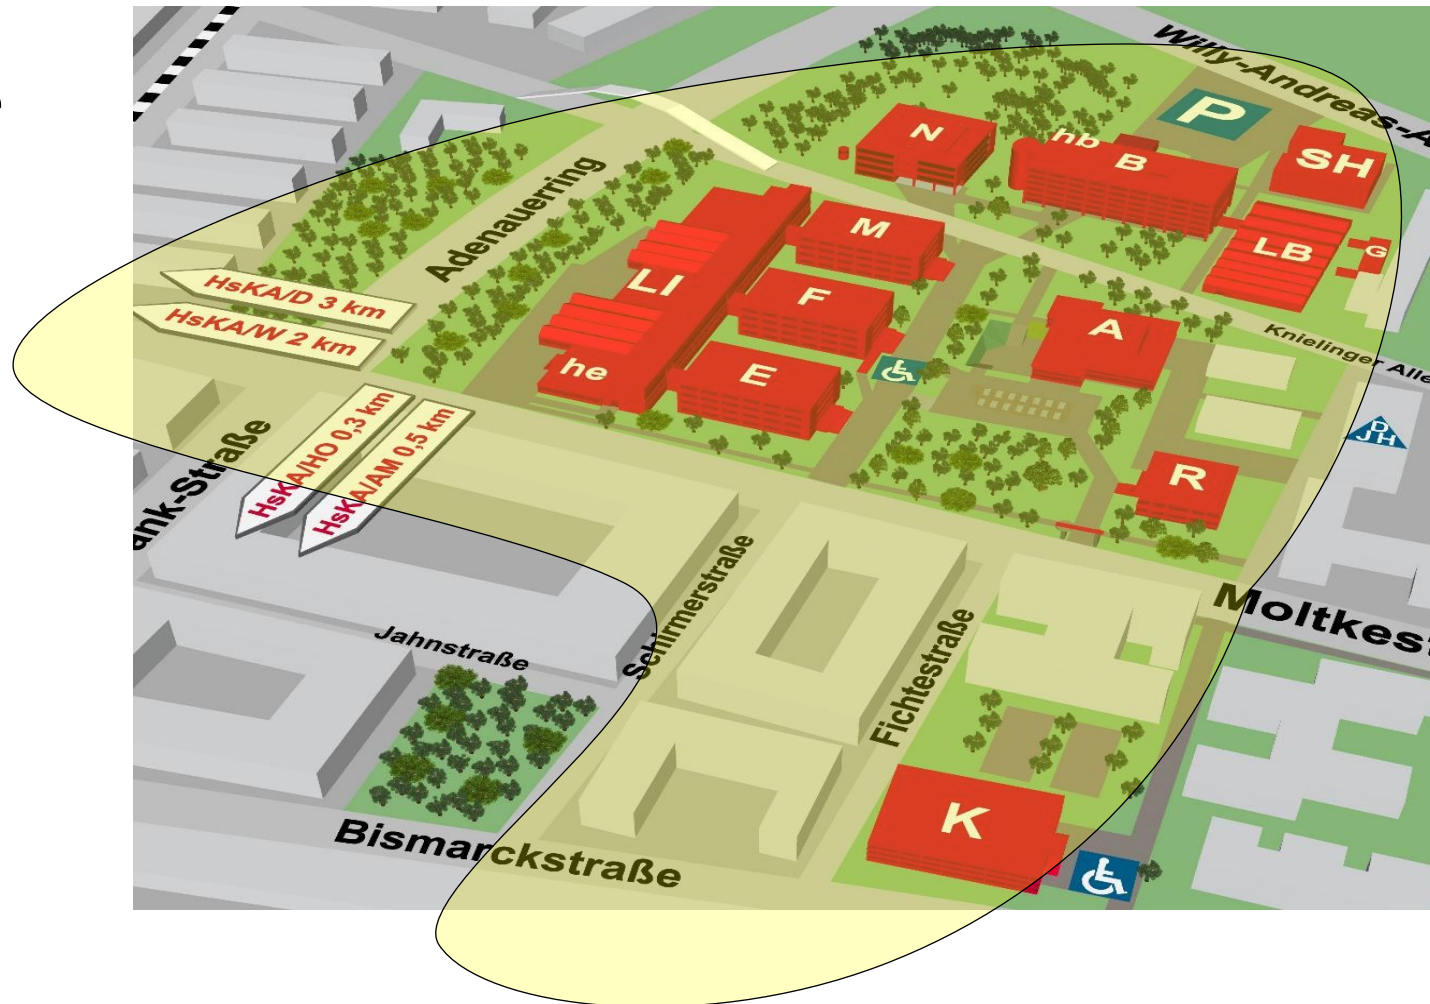 Willy-Andreas-A
P
N
hb
B
SH
Adenauerring
M
LB
G
LI
F
HsKA/D 3 km
HsKA/W 2 km
A
Knielinger Alle
he
E
HsKA/HO 0,3 km
HsKA/AM 0,5 km
D
JH
ank-Straße
R
Schirmerstraße
Moltkest
Jahnstraße
Fichtestraße
K
Bismarckstraße